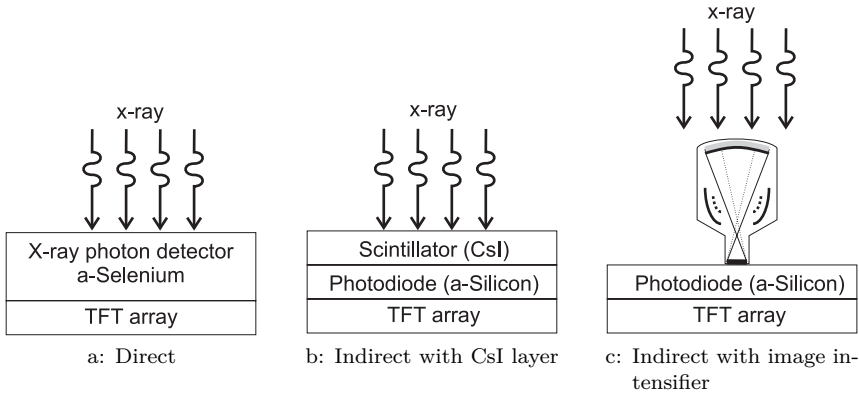 x-ray
X-ray photon detector
a-Selenium
TFT array
a: Direct
x-ray
Scintillator (CsI)
Photodiode (a-Silicon)
TFT array
b: Indirect with CsI layer
x-ray
Photodiode (a-Silicon)
TFT array
c: Indirect with image in-
tensifier